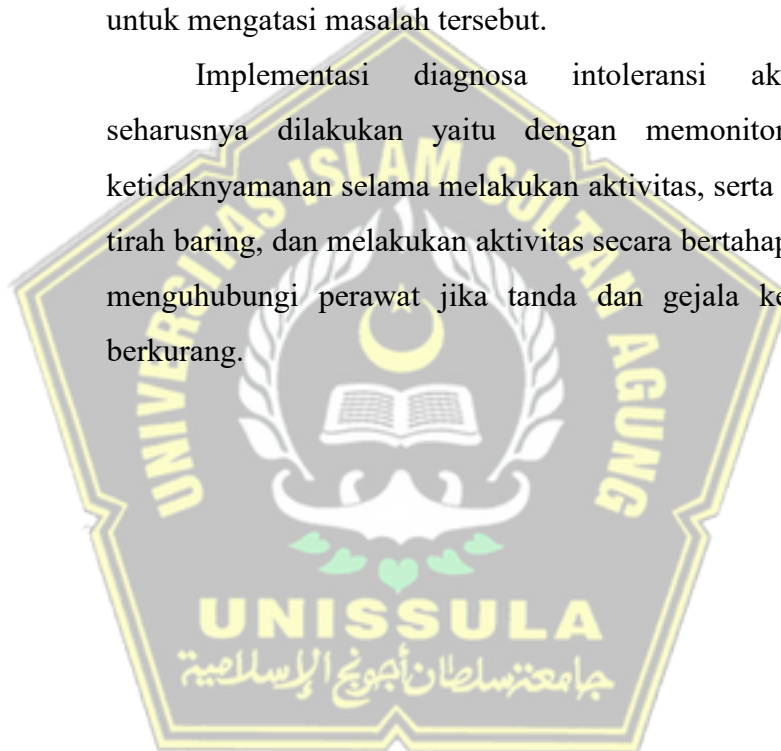 untuk mengatasi masalah tersebut.
Implementasi diagnosa intoleransi ak
seharusnya dilakukan yaitu dengan memonitor
ketidaknyamanan selama melakukan aktivitas, serta
tirah baring, dan melakukan aktivitas secara bertahap
menguhubungi perawat jika tanda dan gejala ke
berkurang.
UNIVERSITAS ISLAM SULTAN AGUNG
UNISSULA
جامعة سلطان أجونج الإسلامية